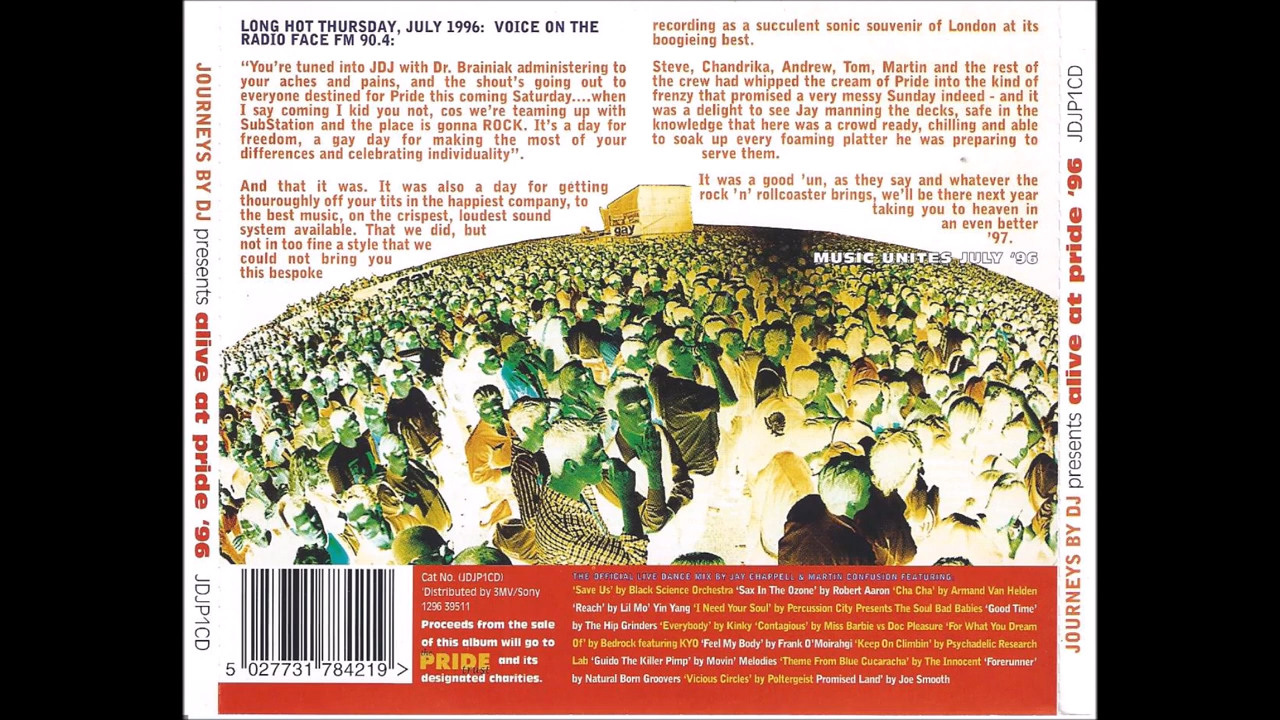 JOURNEYS BY DJ presents alive at pride '96 JDJP1CD
LONG HOT THURSDAY, JULY 1996: VOICE ON THE
RADIO FACE FM 90.4:
“You're tuned into JDJ with Dr. Brainiak administering to
your aches and pains, and the shout's going out to
everyone destined for Pride this coming Saturday....when
I say coming I kid you not, cos we're teaming up with
SubStation and the place is gonna ROCK. It's a day for
freedom, a gay day for making the most of your
differences and celebrating individuality”.
And that it was. It was also a day for getting
thouroughly off your tits in the happiest company, to
the best music, on the crispest, loudest sound
system available. That we did, but
not in too fine a style that we
could not bring you
this bespoke
recording as a succulent sonic souvenir of London at its
boogieing best.
Steve, Chandrika, Andrew, Tom, Martin and the rest of
the crew had whipped the cream of Pride into the kind of
frenzy that promised a very messy Sunday indeed - and it
was a delight to see Jay manning the decks, safe in the
knowledge that here was a crowd ready, chilling and able
to soak up every foaming platter he was preparing to
serve them.
It was a good 'un, as they say and whatever the
rock 'n' rollcoaster brings, we'll be there next year
taking you to heaven in
an even better
'97.
MUSIC UNITES JULY '96
gay
5 027731 784219 >
Cat No. (JDJP1CD)
Distributed by 3MV/Sony
1296 39511
Proceeds from the sale
of this album will go to
the PRIDE trust and its
designated charities.
THE OFFICIAL LIVE DANCE MIX BY JAY CHAPPELL & MARTIN CONFUSION FEATURING:
'Save Us' by Black Science Orchestra 'Sax In The Ozone' by Robert Aaron 'Cha Cha' by Armand Van Helden
'Reach' by Lil Mo' Yin Yang 'I Need Your Soul' by Percussion City Presents The Soul Bad Babies 'Good Time'
by The Hip Grinders 'Everybody' by Kinky 'Contagious' by Miss Barbie vs Doc Pleasure 'For What You Dream
Of' by Bedrock featuring KYO 'Feel My Body' by Frank O'Moirahgi 'Keep On Climbin' by Psychadelic Research
Lab 'Guido The Killer Pimp' by Movin' Melodies 'Theme From Blue Cucaracha' by The Innocent 'Forerunner'
by Natural Born Groovers 'Vicious Circles' by Poltergeist Promised Land' by Joe Smooth
JOURNEYS BY DJ presents alive at pride '96 JDJP1CD